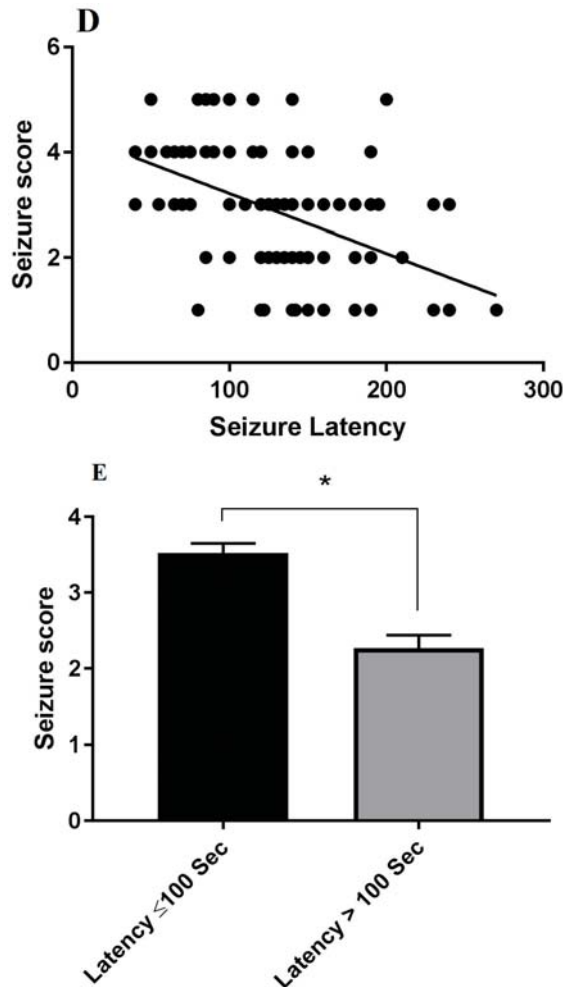 D
6
4
2
0
Seizure score
0 100 200 300
Seizure Latency
E
*
4
3
2
1
0
Seizure score
Latency ≤100 Sec
Latency > 100 Sec